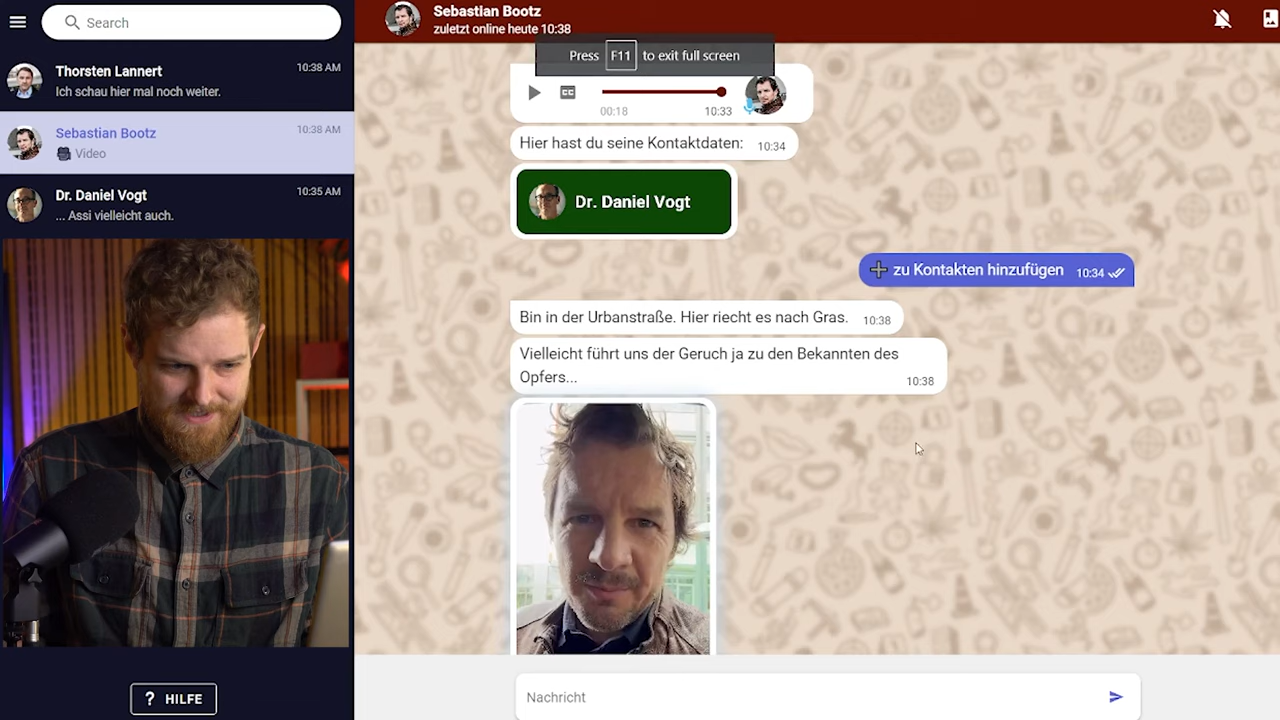 Search
Thorsten Lannert
10:38 AM
Ich schau hier mal noch weiter.
Sebastian Bootz
10:38 AM
Video
Dr. Daniel Vogt
10:35 AM
... Assi vielleicht auch.
? HILFE
Sebastian Bootz
zuletzt online heute 10:38
Press F11 to exit full screen
CC
00:18
10:33
Hier hast du seine Kontaktdaten: 10:34
Dr. Daniel Vogt
zu Kontakten hinzufügen 10:34
Bin in der Urbanstraße. Hier riecht es nach Gras. 10:38
Vielleicht führt uns der Geruch ja zu den Bekannten des
Opfers... 10:38
Nachricht